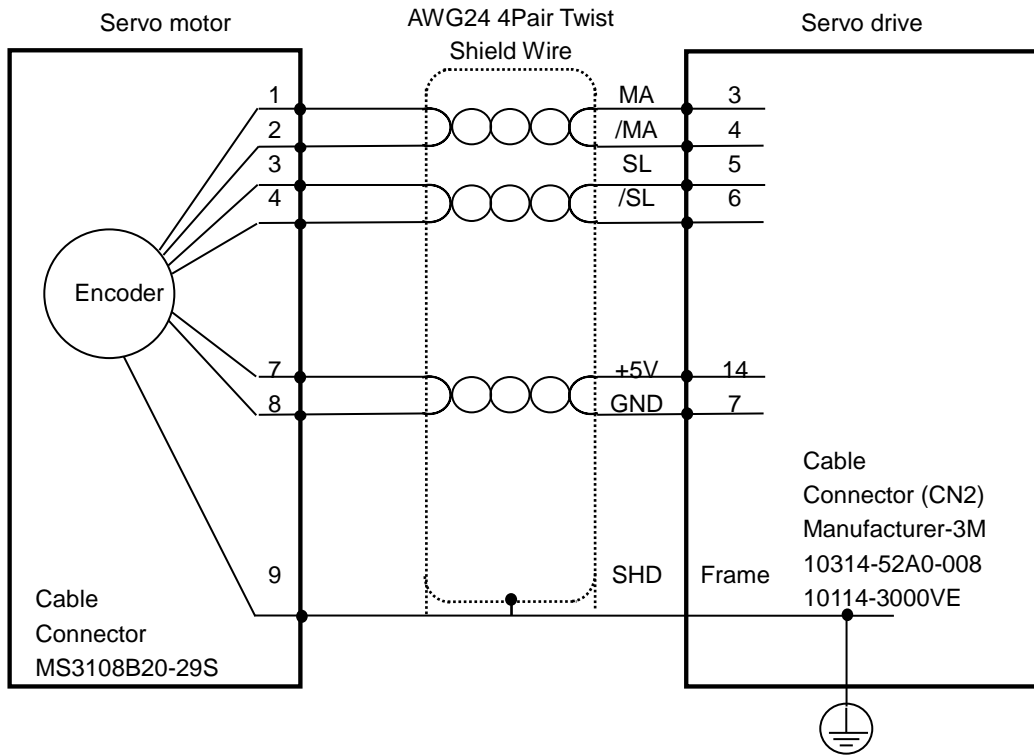 Servo motor
AWG24 4Pair Twist
Shield Wire
Servo drive
1
MA
3
2
/MA
4
3
SL
5
4
/SL
6
Encoder
7
+5V
14
8
GND
7
Cable
Connector (CN2)
Manufacturer-3M
10314-52A0-008
10114-3000VE
9
SHD
Frame
Cable
Connector
MS3108B20-29S